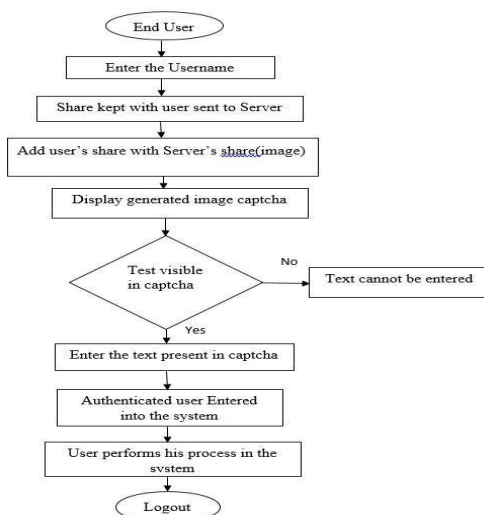 End User
Enter the Username
Share kept with user sent to Server
Add user's share with Server's share(image)
Display generated image captcha
Test visible
in captcha
No
Text cannot be entered
Yes
Enter the text present in captcha
Authenticated user Entered
into the system
User performs his process in the
system
Logout